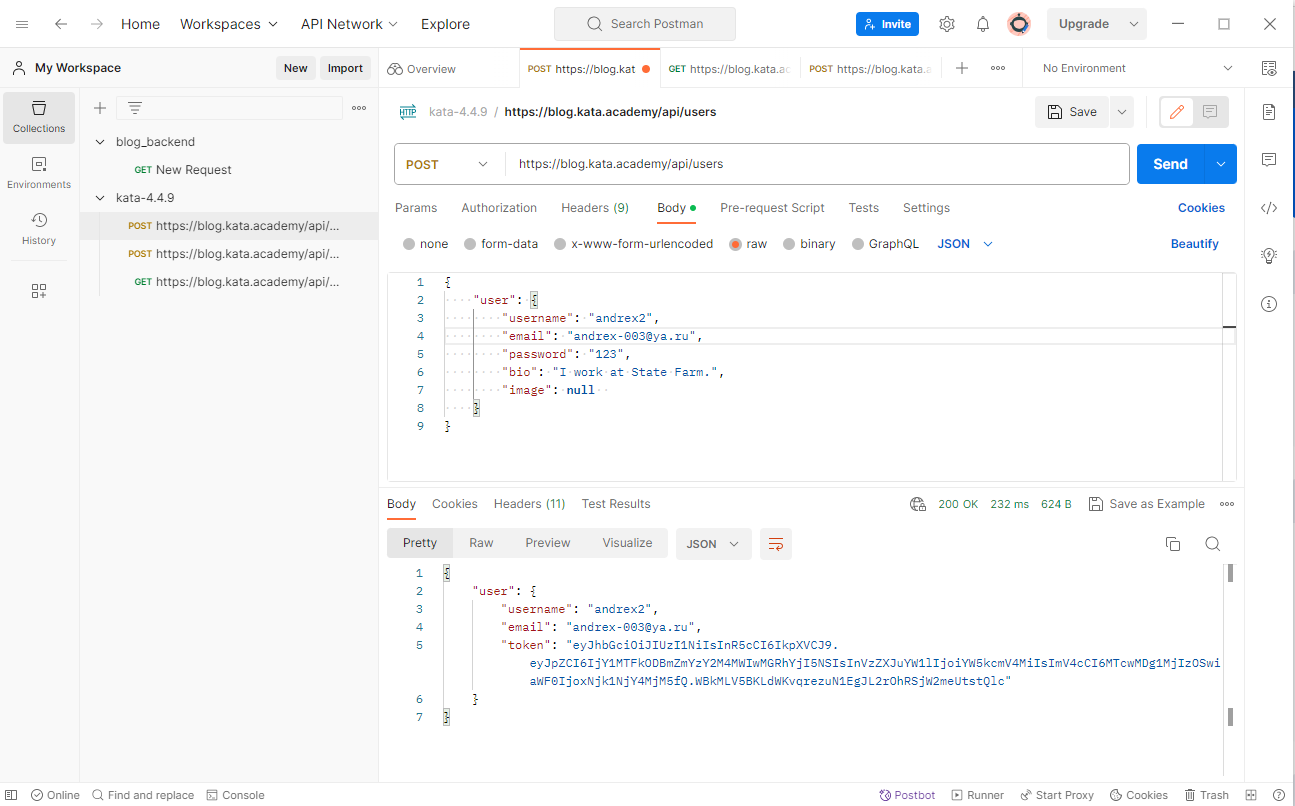 Home Workspaces API Network Explore Search Postman Invite Upgrade
My Workspace New Import Overview POST https://blog.kat GET https://blog.kata.ac POST https://blog.kata.a No Environment
Collections
Environments
History
blog_backend
GET New Request
kata-4.4.9
POST https://blog.kata.academy/api/...
POST https://blog.kata.academy/api/...
GET https://blog.kata.academy/api/...
HTTP kata-4.4.9 / https://blog.kata.academy/api/users Save
POST https://blog.kata.academy/api/users Send
Params Authorization Headers (9) Body Pre-request Script Tests Settings Cookies
none form-data x-www-form-urlencoded raw binary GraphQL JSON Beautify
1 {
2 "user": {
3 "username": "andrex2",
4 "email": "andrex-003@ya.ru",
5 "password": "123",
6 "bio": "I work at State Farm.",
7 "image": null
8 }
9 }
Body Cookies Headers (11) Test Results 200 OK 232 ms 624 B Save as Example
Pretty Raw Preview Visualize JSON
1 {
2 "user": {
3 "username": "andrex2",
4 "email": "andrex-003@ya.ru",
5 "token": "eyJhbGciOiJIUzI1NiIsInR5cCI6IkpXVCJ9.
eyJpZCI6IjY1MTFkODBmZmYzY2M4MWIwMGRhYjI5NSIsInVzZXJuYW1lIjoiYW5kcmV4MiIsImV4cCI6MTcwMDg1MjIzOSwi
aWF0IjoxNjk1NjY4MjM5fQ.WBkMLV5BKLdWKvqrezuN1EgJL2rOhRSjW2meUtstQlc"
6 }
7 }
Online Find and replace Console Postbot Runner Start Proxy Cookies Trash